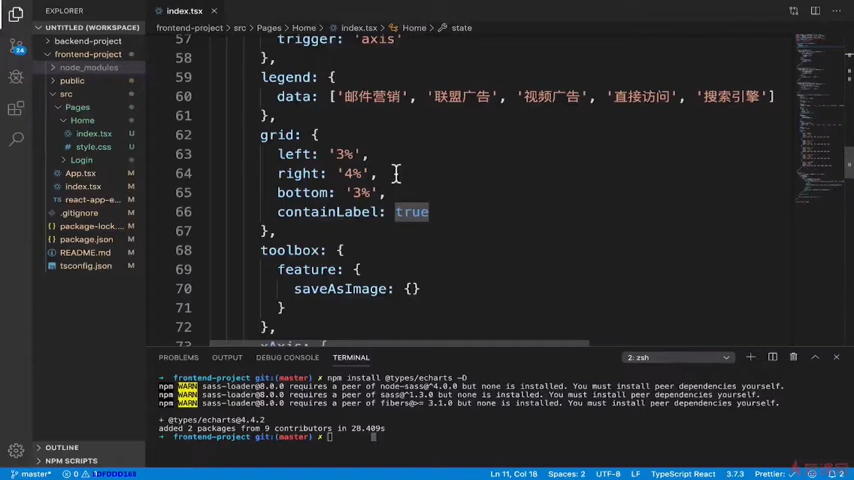 EXPLORER
UNTITLED (WORKSPACE)
backend-project
frontend-project
node_modules
public
src
Pages
Home
index.tsx
style.css
Login
App.tsx
index.tsx
react-app-e...
.gitignore
package-lock....
package.json
README.md
tsconfig.json
OUTLINE
NPM SCRIPTS
24
index.tsx ×
frontend-project > src > Pages > Home > index.tsx > Home > state
57 trigger: 'axis'
58 },
59 legend: {
60 data: ['邮件营销', '联盟广告', '视频广告', '直接访问', '搜索引擎']
61 },
62 grid: {
63 left: '3%',
64 right: '4%',
65 bottom: '3%',
66 containLabel: true
67 },
68 toolbox: {
69 feature: {
70 saveAsImage: {}
71 }
72 },
73 xAxis: {
PROBLEMS OUTPUT DEBUG CONSOLE TERMINAL 2: zsh
➜ frontend-project git:(master) ✗ npm install @types/echarts -D
npm WARN sass-loader@8.0.0 requires a peer of node-sass@^4.0.0 but none is installed. You must install peer dependencies yourself.
npm WARN sass-loader@8.0.0 requires a peer of sass@^1.3.0 but none is installed. You must install peer dependencies yourself.
npm WARN sass-loader@8.0.0 requires a peer of fibers@>= 3.1.0 but none is installed. You must install peer dependencies yourself.
+ @types/echarts@4.4.2
added 2 packages from 9 contributors in 28.409s
➜ frontend-project git:(master) ✗
master* 0 Ln 11, Col 18 Spaces: 2 UTF-8 LF TypeScript React 3.7.3 Prettier: ✓ 2